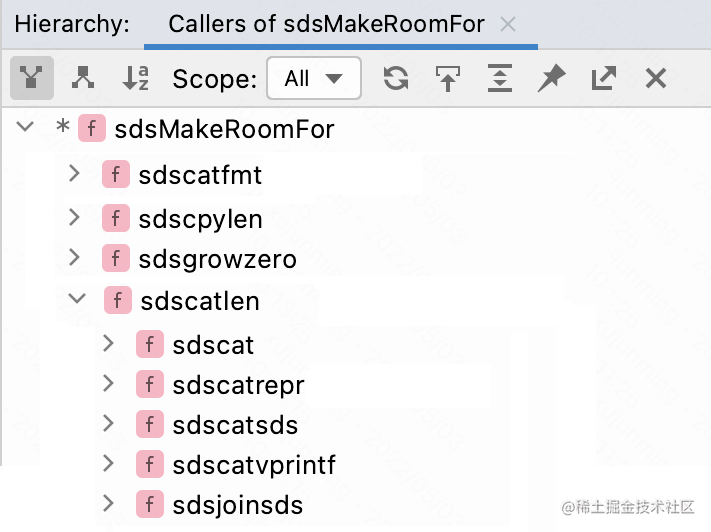 Hierarchy: Callers of sdsMakeRoomFor
Scope: All
* f sdsMakeRoomFor
f sdscatfmt
f sdscpylen
f sdsgrowzero
f sdscatlen
f sdscat
f sdscatrepr
f sdscatsds
f sdscatvprintf
f sdsjoinsds
@稀土掘金技术社区